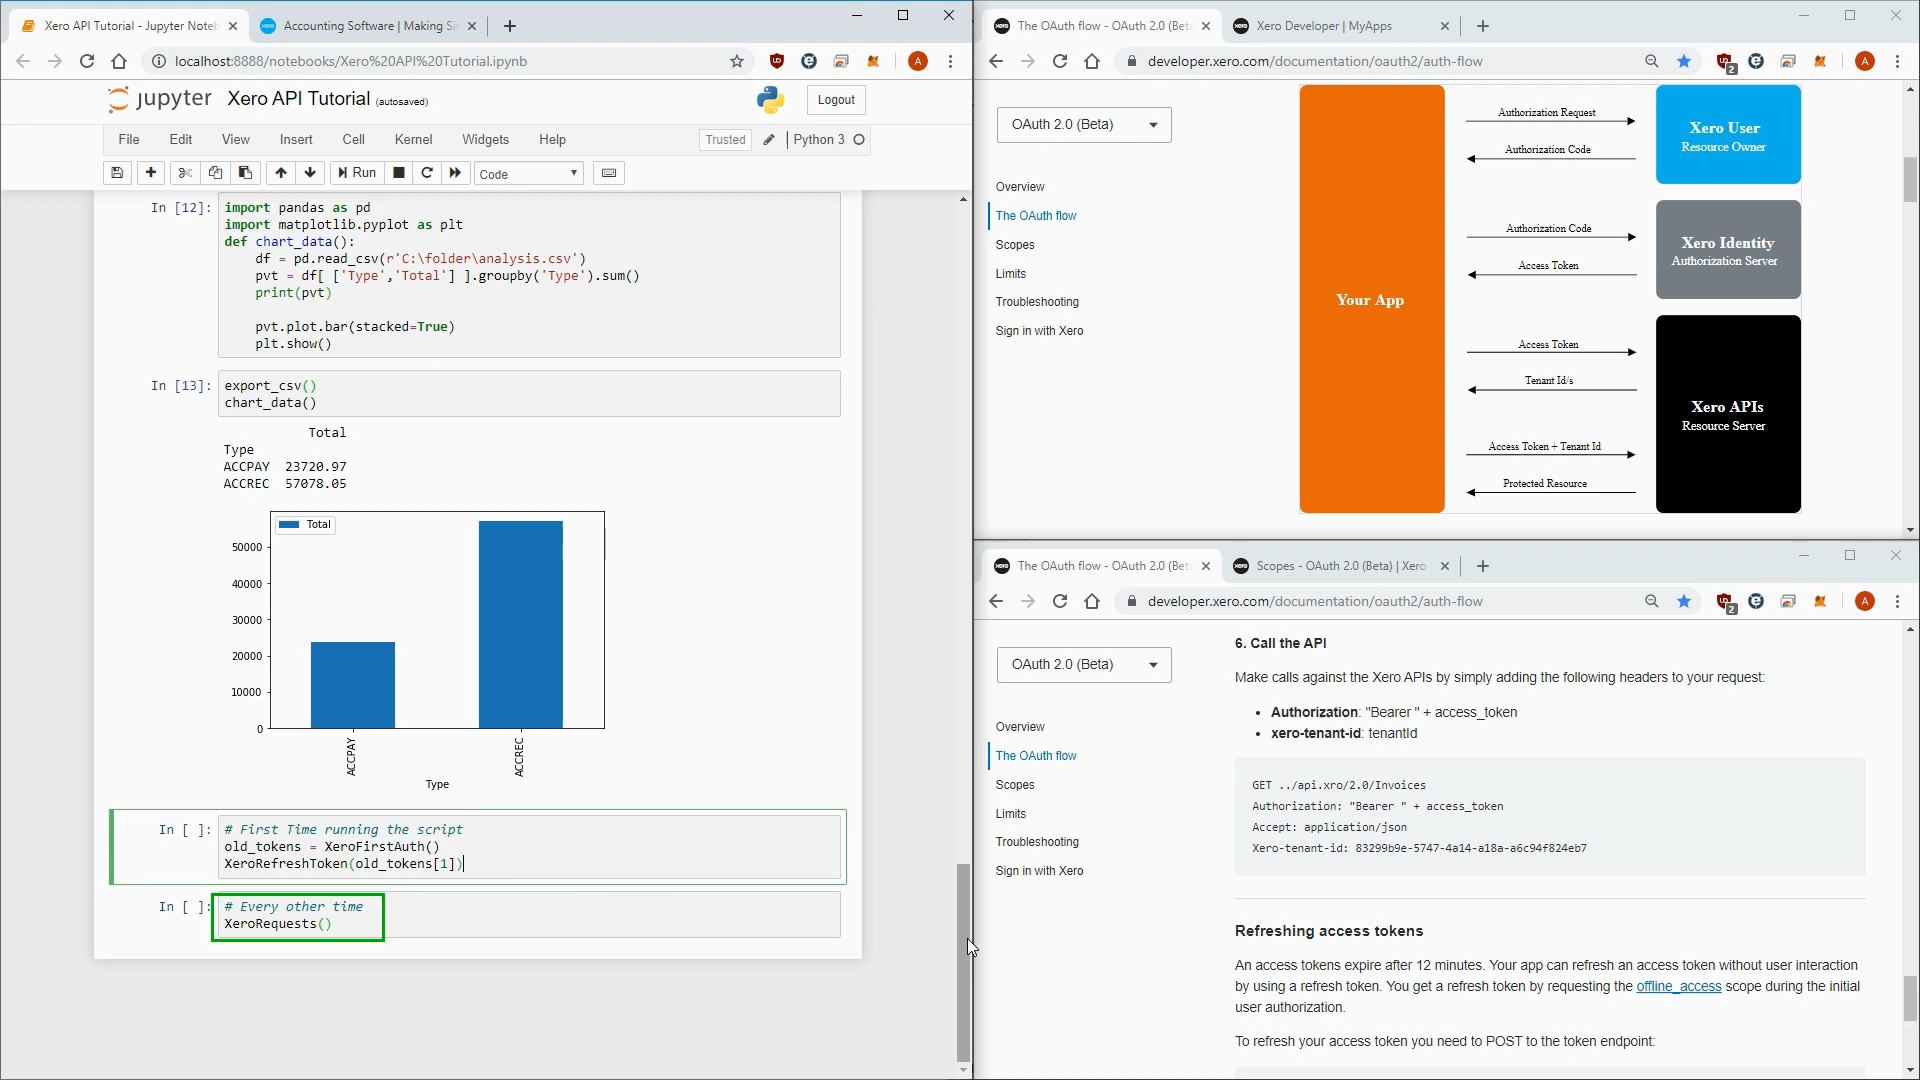 Xero API Tutorial - Jupyter Noteb
Accounting Software | Making Si
localhost:8888/notebooks/Xero%20API%20Tutorial.ipynb
A
jupyter Xero API Tutorial (autosaved)
Logout
File Edit View Insert Cell Kernel Widgets Help
Trusted
Python 3
Run
Code
In [12]:
import pandas as pd
import matplotlib.pyplot as plt
def chart_data():
df = pd.read_csv(r'C:\folder\analysis.csv')
pvt = df[ ['Type','Total'] ].groupby('Type').sum()
print(pvt)
pvt.plot.bar(stacked=True)
plt.show()
In [13]:
export_csv()
chart_data()
Total
Type
ACCPAY 23720.97
ACCREC 57078.05
Total
50000
40000
30000
20000
10000
0
ACCPAY
ACCREC
Type
In [ ]:
# First Time running the script
old_tokens = XeroFirstAuth()
XeroRefreshToken(old_tokens[1])
In [ ]:
# Every other time
XeroRequests()
The OAuth flow - OAuth 2.0 (Beta
Xero Developer | MyApps
developer.xero.com/documentation/oauth2/auth-flow
2
A
OAuth 2.0 (Beta)
Overview
The OAuth flow
Scopes
Limits
Troubleshooting
Sign in with Xero
Your App
Authorization Request
Authorization Code
Xero User
Resource Owner
Authorization Code
Access Token
Xero Identity
Authorization Server
Access Token
Tenant Id/s
Access Token + Tenant Id
Protected Resource
Xero APIs
Resource Server
The OAuth flow - OAuth 2.0 (Beta
Scopes - OAuth 2.0 (Beta) | Xero
developer.xero.com/documentation/oauth2/auth-flow
2
A
OAuth 2.0 (Beta)
Overview
The OAuth flow
Scopes
Limits
Troubleshooting
Sign in with Xero
6. Call the API
Make calls against the Xero APIs by simply adding the following headers to your request:
• Authorization: "Bearer " + access_token
• xero-tenant-id: tenantId
GET ../api.xro/2.0/Invoices
Authorization: "Bearer " + access_token
Accept: application/json
Xero-tenant-id: 83299b9e-5747-4a14-a18a-a6c94f824eb7
Refreshing access tokens
An access tokens expire after 12 minutes. Your app can refresh an access token without user interaction
by using a refresh token. You get a refresh token by requesting the offline_access scope during the initial
user authorization.
To refresh your access token you need to POST to the token endpoint: